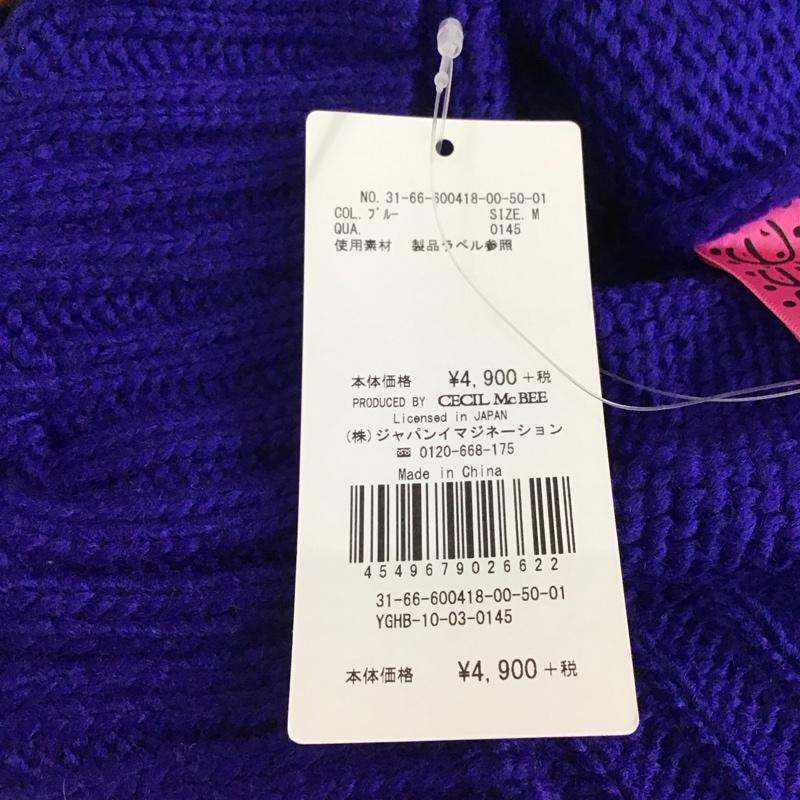 NO. 31-66-600418-00-50-01
COL. ブルー SIZE. M
QUA. 0145
使用素材 製品ラベル参照
本体価格 ¥4,900+税
PRODUCED BY CECIL McBEE
Licensed in JAPAN
(株)ジャパンイマジネーション
0120-668-175
Made in China
4549679026622
31-66-600418-00-50-01
YGHB-10-03-0145
本体価格 ¥4,900+税